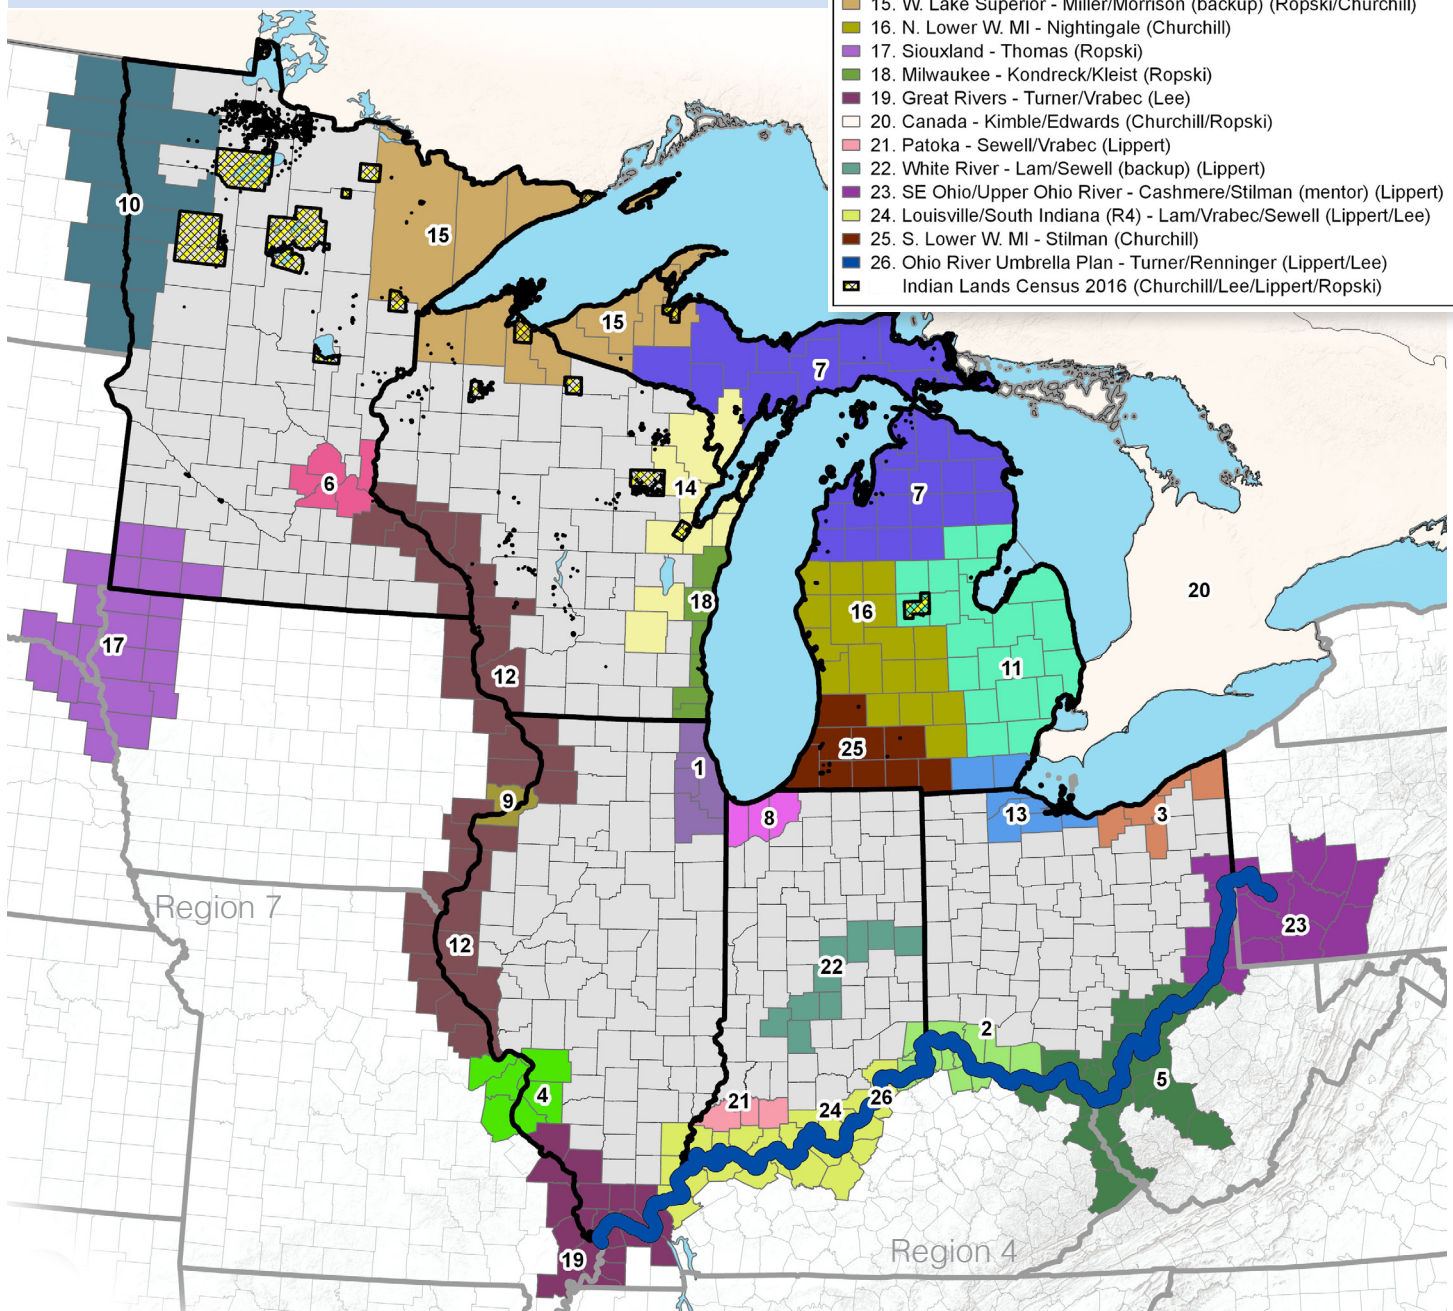 15. W. Lake Superior - Miller/Morrison (backup) (Ropski/Churchill)
16. N. Lower W. MI - Nightingale (Churchill)
17. Siouxland - Thomas (Ropski)
18. Milwaukee - Kondreck/Kleist (Ropski)
19. Great Rivers - Turner/Vrabec (Lee)
20. Canada - Kimble/Edwards (Churchill/Ropski)
21. Patoka - Sewell/Vrabec (Lippert)
22. White River - Lam/Sewell (backup) (Lippert)
23. SE Ohio/Upper Ohio River - Cashmere/Stilman (mentor) (Lippert)
24. Louisville/South Indiana (R4) - Lam/Vrabec/Sewell (Lippert/Lee)
25. S. Lower W. MI - Stilman (Churchill)
26. Ohio River Umbrella Plan - Turner/Renninger (Lippert/Lee)
Indian Lands Census 2016 (Churchill/Lee/Lippert/Ropski)
10
15
15
7
6
14
7
20
18
16
17
12
11
25
1
9
8
13
3
Region 7
12
23
22
2
4
21
24
26
5
19
Region 4